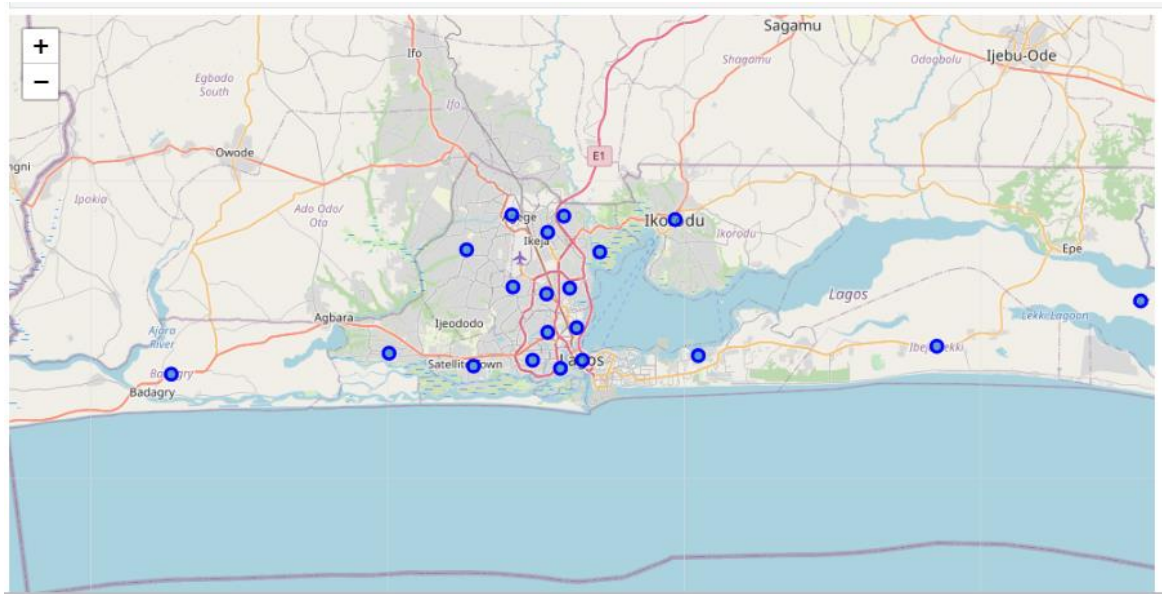 +
−
Sagamu
Ijebu-Ode
Ifo
Shagamu
Odogbolu
Egbado
South
Ifo
Owode
E1
Ipokia
Ado Odo/
Ota
Ikorodu
Ikeja
Ikorodu
Epe
Lagos
Lekki Lagoon
Agbara
Ijeododo
Ajara
River
Satellite Town
Lagos
Badagry